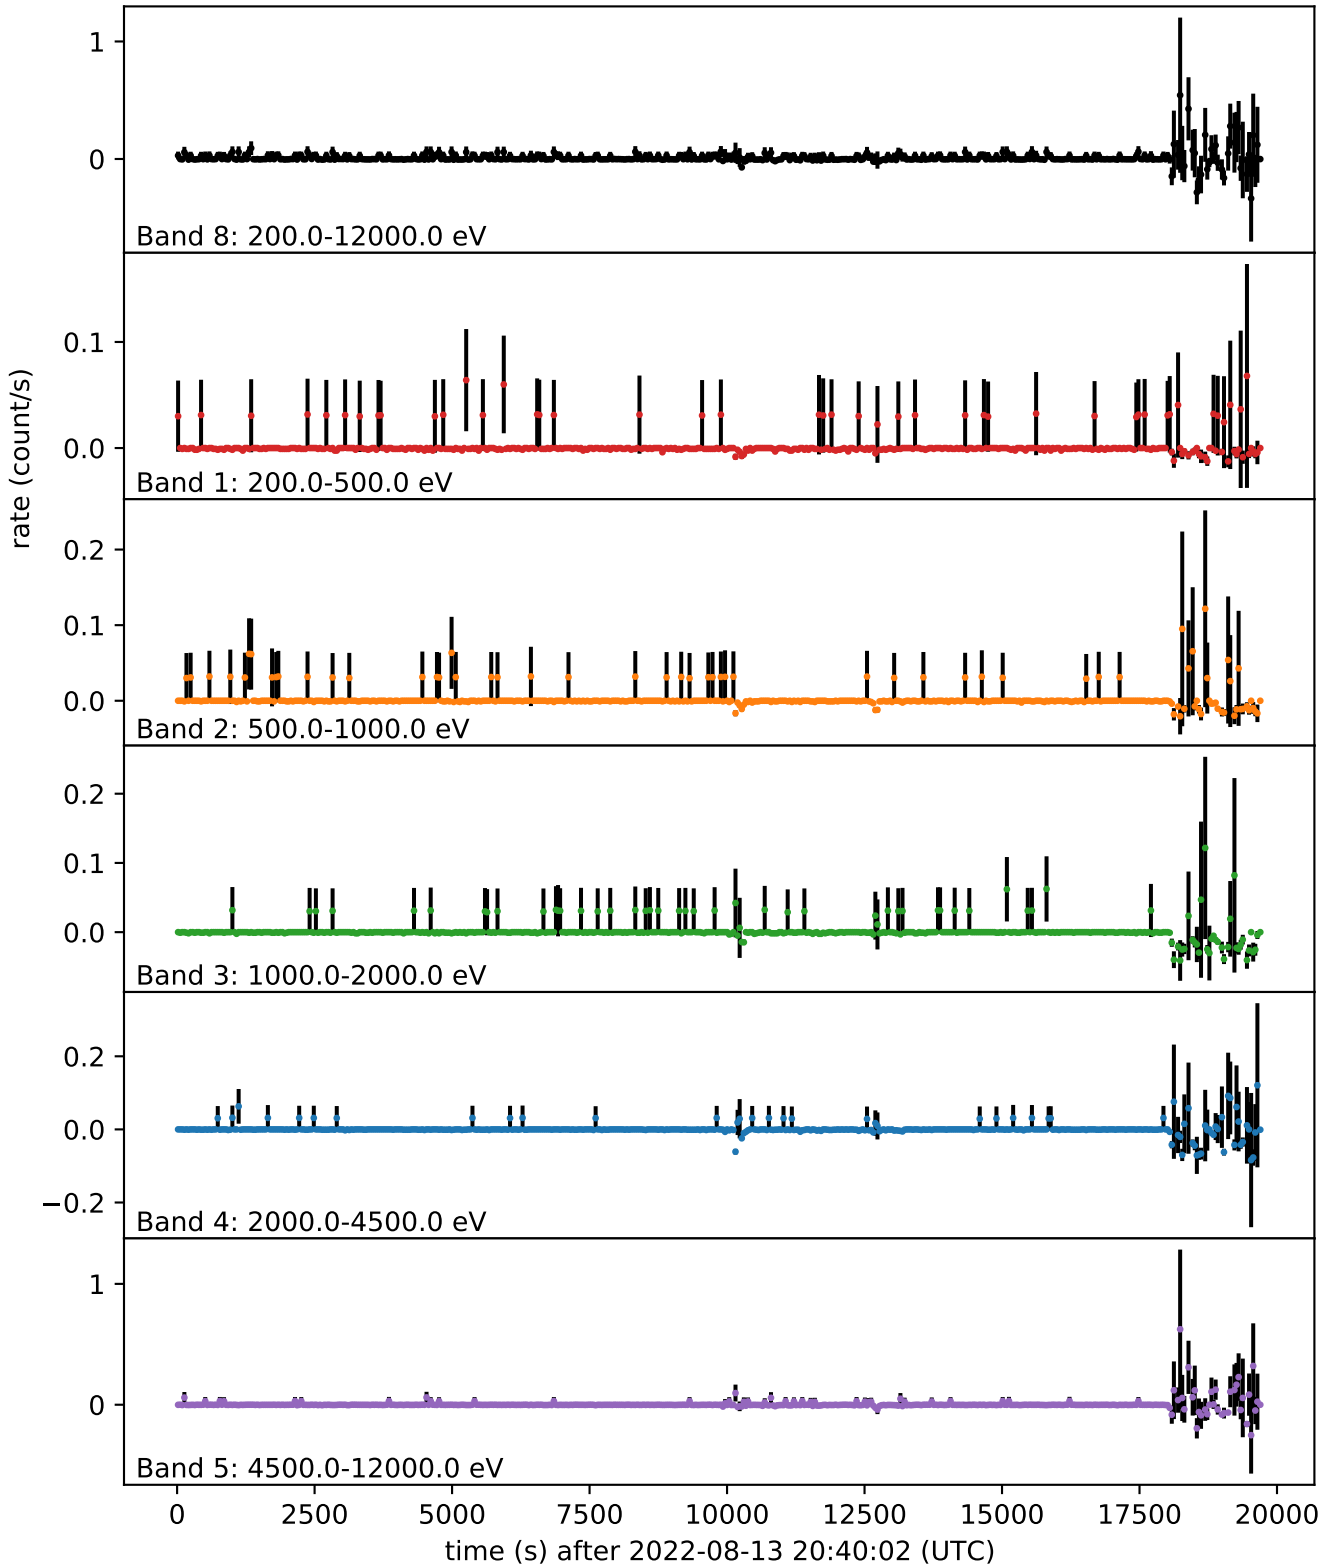 1
0
Band 8: 200.0-12000.0 eV
0.1
0.0
Band 1: 200.0-500.0 eV
rate (count/s)
0.2
0.1
0.0
Band 2: 500.0-1000.0 eV
0.2
0.1
0.0
Band 3: 1000.0-2000.0 eV
0.2
0.0
−0.2
Band 4: 2000.0-4500.0 eV
1
0
Band 5: 4500.0-12000.0 eV
0 2500 5000 7500 10000 12500 15000 17500 20000
time (s) after 2022-08-13 20:40:02 (UTC)